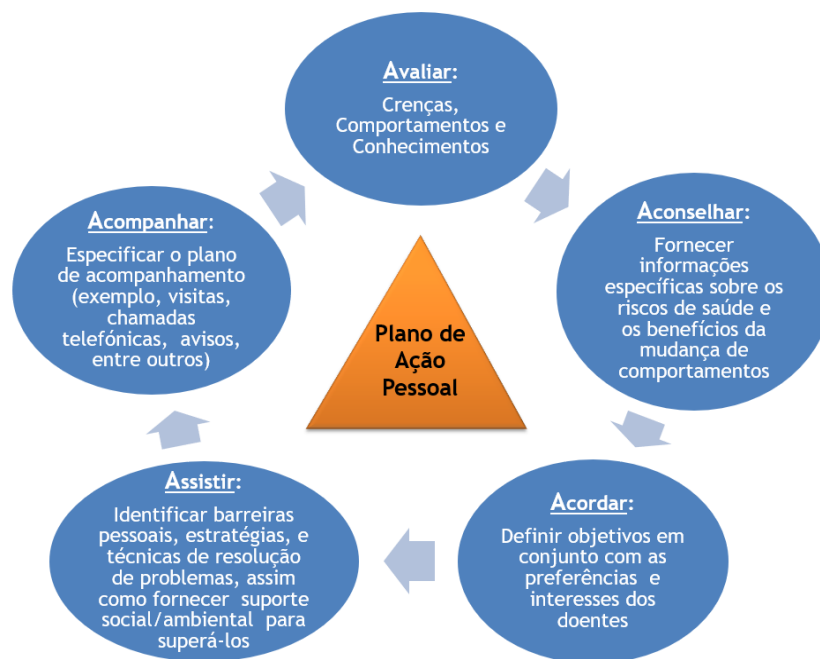 Avaliar:
Crenças,
Comportamentos e
Conhecimentos
Aconselhar:
Fornecer
informações
específicas sobre os
riscos de saúde e
os benefícios da
mudança de
comportamentos
Acordar:
Definir objetivos em
conjunto com as
preferências e
interesses dos
doentes
Assistir:
Identificar barreiras
pessoais, estratégias, e
técnicas de resolução
de problemas, assim
como fornecer suporte
social/ambiental para
superá-los
Acompanhar:
Especificar o plano
de acompanhamento
(exemplo, visitas,
chamadas
telefónicas, avisos,
entre outros)
Plano de
Ação
Pessoal